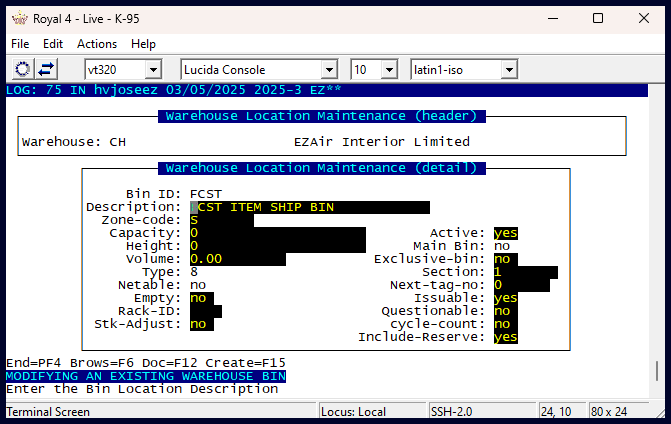 Royal 4 - Live - K-95
File Edit Actions Help
vt320 Lucida Console 10 latin1-iso
LOG: 75 IN hvjoseez 03/05/2025 2025-3 EZ**
Warehouse Location Maintenance (header)
Warehouse: CH EZAir Interior Limited
Warehouse Location Maintenance (detail)
Bin ID: FCST
Description: FCST ITEM SHIP BIN
Zone-code: S
Capacity: 0 Active: yes
Height: 0 Main Bin: no
Volume: 0.00 Exclusive-bin: no
Type: 8 Section: 1
Netable: no Next-tag-no: 0
Empty: no Issuable: yes
Rack-ID: Questionable: no
Stk-Adjust: no cycle-count: no
Include-Reserve: yes
End=PF4 Brows=F6 Doc=F12 Create=F15
MODIFYING AN EXISTING WAREHOUSE BIN
Enter the Bin Location Description
Terminal Screen Locus: Local SSH-2.0 24, 10 80 x 24